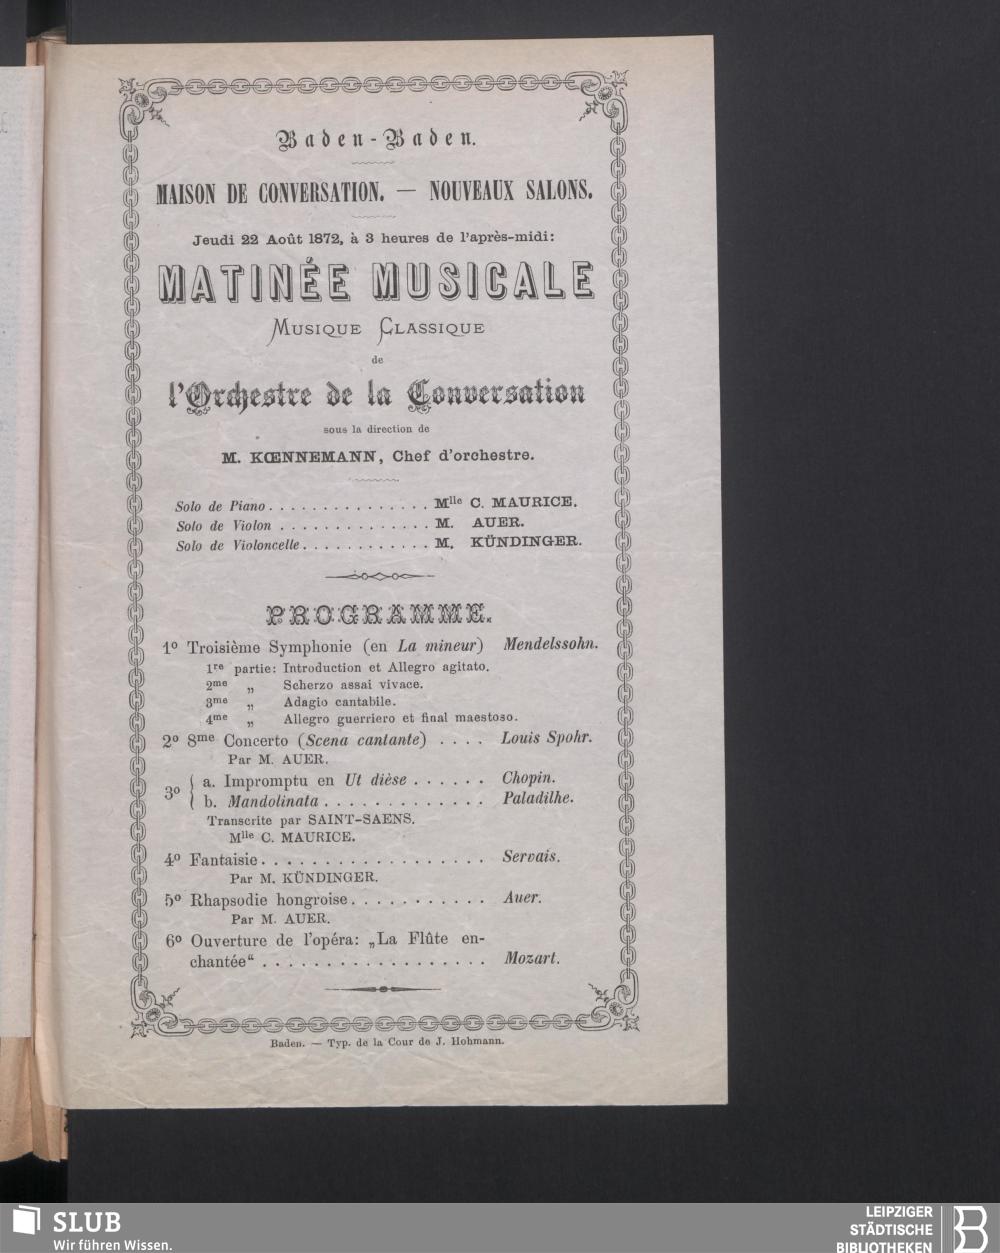 Baden-Baden.
MAISON DE CONVERSATION. — NOUVEAUX SALONS.
Jeudi 22 Août 1872, à 3 heures de l'après-midi:
MATINÉE MUSICALE
MUSIQUE CLASSIQUE
de
l'Orchestre de la Conversation
sous la direction de
M. KŒNNEMANN, Chef d'orchestre.
Solo de Piano . . . . . . . . . . . . . . . Mlle C. MAURICE.
Solo de Violon . . . . . . . . . . . . . . M. AUER.
Solo de Violoncelle . . . . . . . . . . . . M. KÜNDINGER.
PROGRAMME.
1º Troisième Symphonie (en La mineur) Mendelssohn.
1re partie: Introduction et Allegro agitato.
2me „ Scherzo assai vivace.
3me „ Adagio cantabile.
4me „ Allegro guerriero et final maestoso.
2º 8me Concerto (Scena cantante) . . . . Louis Spohr.
Par M. AUER.
3º { a. Impromptu en Ut dièse . . . . . . Chopin.
b. Mandolinata . . . . . . . . . . . . . Paladilhe.
Transcrite par SAINT-SAENS.
Mlle C. MAURICE.
4º Fantaisie . . . . . . . . . . . . . . . . . . Servais.
Par M. KÜNDINGER.
5º Rhapsodie hongroise . . . . . . . . . . . Auer.
Par M. AUER.
6º Ouverture de l'opéra: „La Flûte en-
chantée“ . . . . . . . . . . . . . . . . . . Mozart.
Baden. — Typ. de la Cour de J. Hohmann.
SLUB
Wir führen Wissen.
LEIPZIGER
STÄDTISCHE
BIBLIOTHEKEN